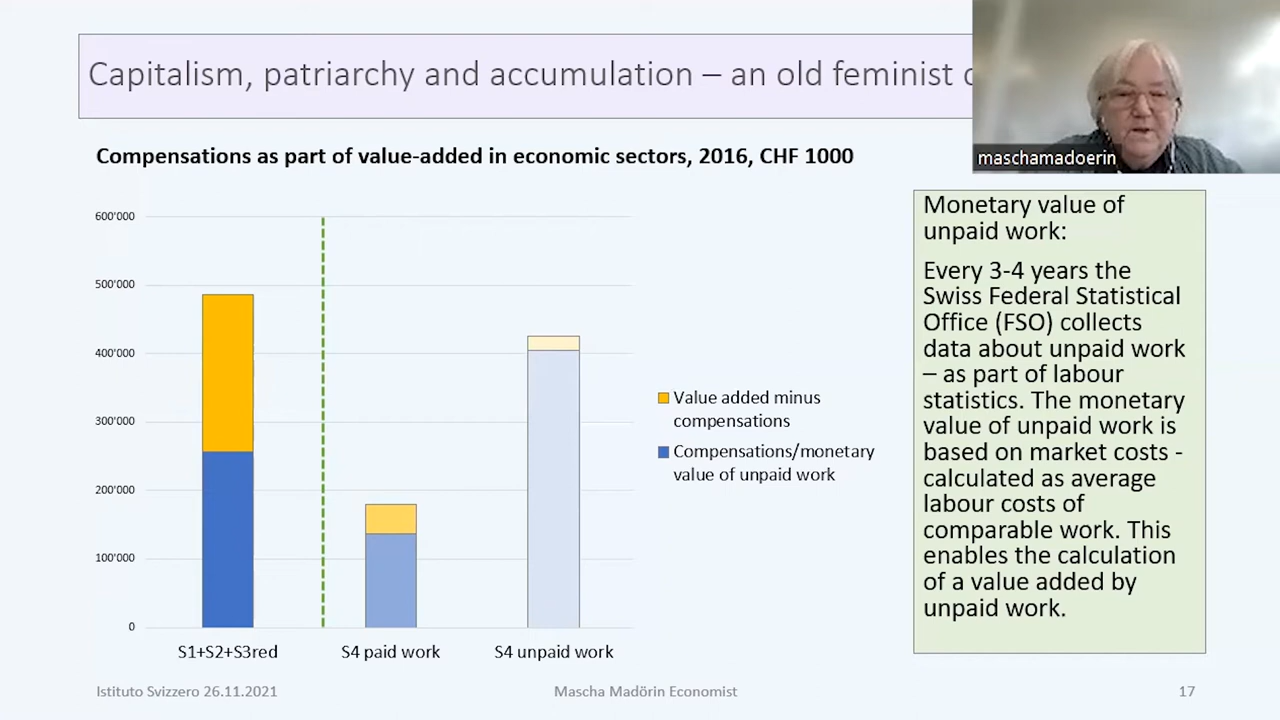 Capitalism, patriarchy and accumulation – an old feminist
maschamadoerin
Compensations as part of value-added in economic sectors, 2016, CHF 1000
600'000
500'000
400'000
300'000
200'000
100'000
0
S1+S2+S3red
S4 paid work
S4 unpaid work
Value added minus
compensations
Compensations/monetary
value of unpaid work
Monetary value of
unpaid work:
Every 3-4 years the
Swiss Federal Statistical
Office (FSO) collects
data about unpaid work
– as part of labour
statistics. The monetary
value of unpaid work is
based on market costs -
calculated as average
labour costs of
comparable work. This
enables the calculation
of a value added by
unpaid work.
Istituto Svizzero 26.11.2021
Mascha Madörin Economist
17